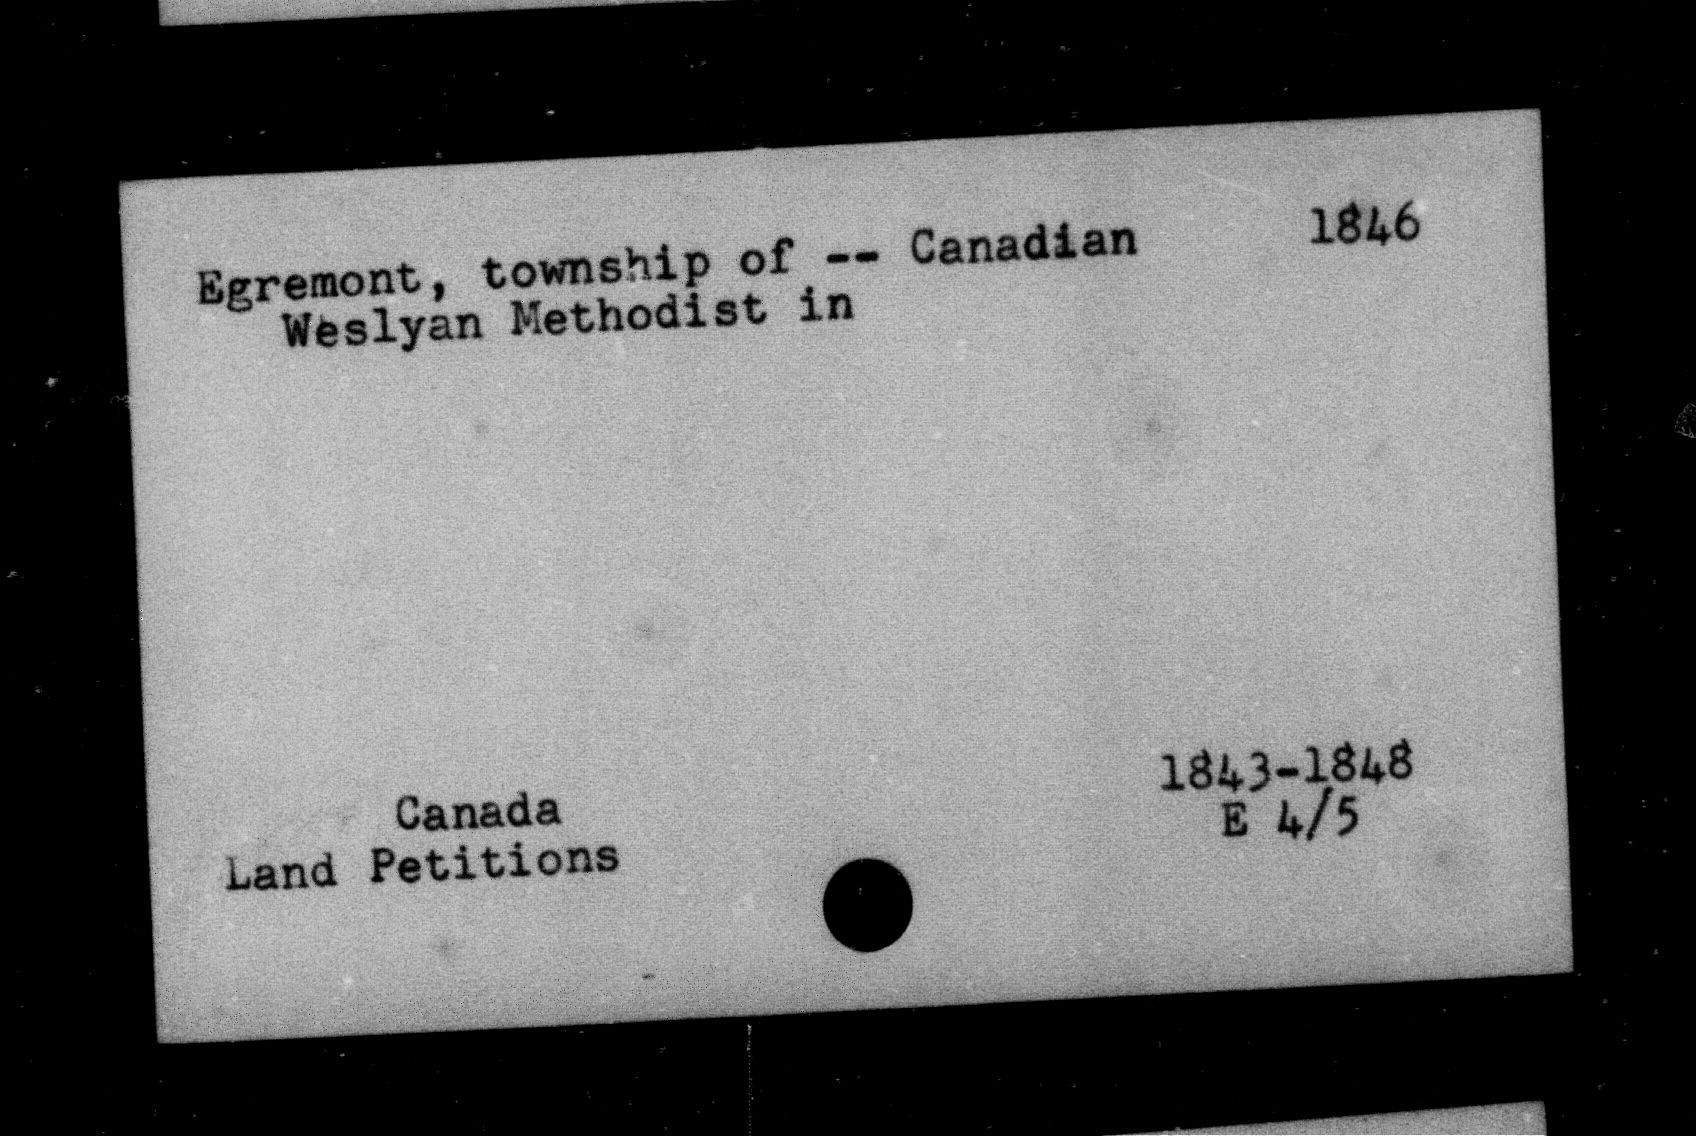 Egremont, township of -- Canadian 1846
Weslyan Methodist in
1843-1848
Canada E 4/5
Land Petitions